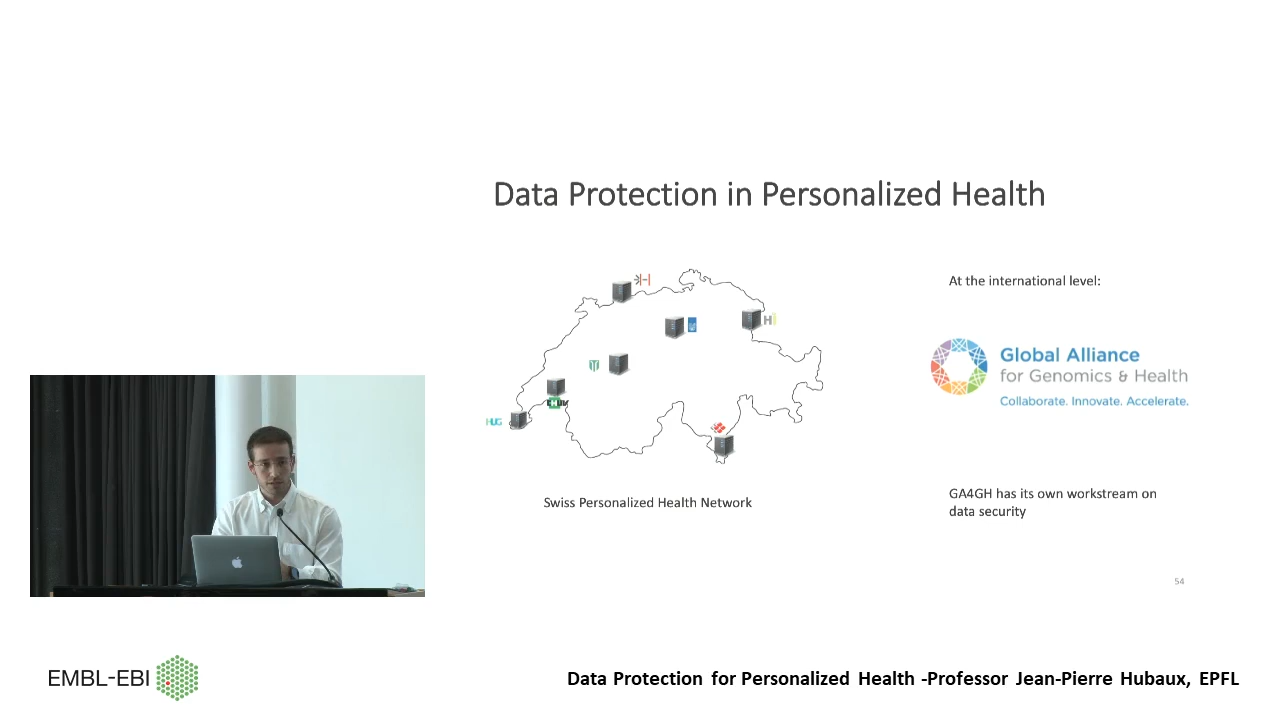 Data Protection in Personalized Health
At the international level:
HUG
Global Alliance
for Genomics & Health
Collaborate. Innovate. Accelerate.
Swiss Personalized Health Network
GA4GH has its own workstream on
data security
54
EMBL-EBI
Data Protection for Personalized Health -Professor Jean-Pierre Hubaux, EPFL